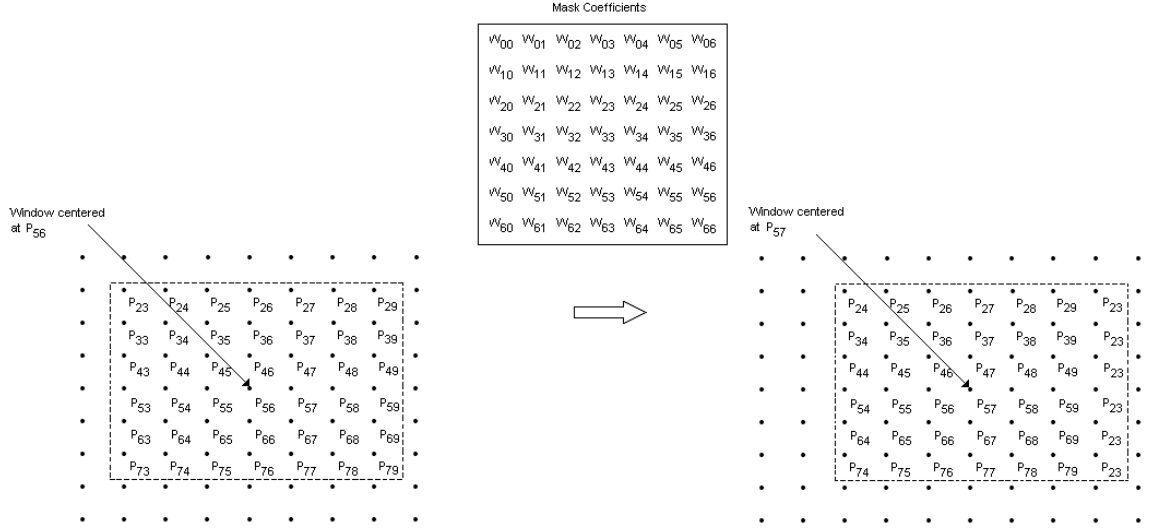 Mask Coefficients
W00 W01 W02 W03 W04 W05 W06
W10 W11 W12 W13 W14 W15 W16
W20 W21 W22 W23 W24 W25 W26
W30 W31 W32 W33 W34 W35 W36
W40 W41 W42 W43 W44 W45 W46
W50 W51 W52 W53 W54 W55 W56
W60 W61 W62 W63 W64 W65 W66
Window centered
at P56
P23 P24 P25 P26 P27 P28 P29
P33 P34 P35 P36 P37 P38 P39
P43 P44 P45 P46 P47 P48 P49
P53 P54 P55 P56 P57 P58 P59
P63 P64 P65 P66 P67 P68 P69
P73 P74 P75 P76 P77 P78 P79
Window centered
at P57
P24 P25 P26 P27 P28 P29 P23
P34 P35 P36 P37 P38 P39 P23
P44 P45 P46 P47 P48 P49 P23
P54 P55 P56 P57 P58 P59 P23
P64 P65 P66 P67 P68 P69 P23
P74 P75 P76 P77 P78 P79 P23